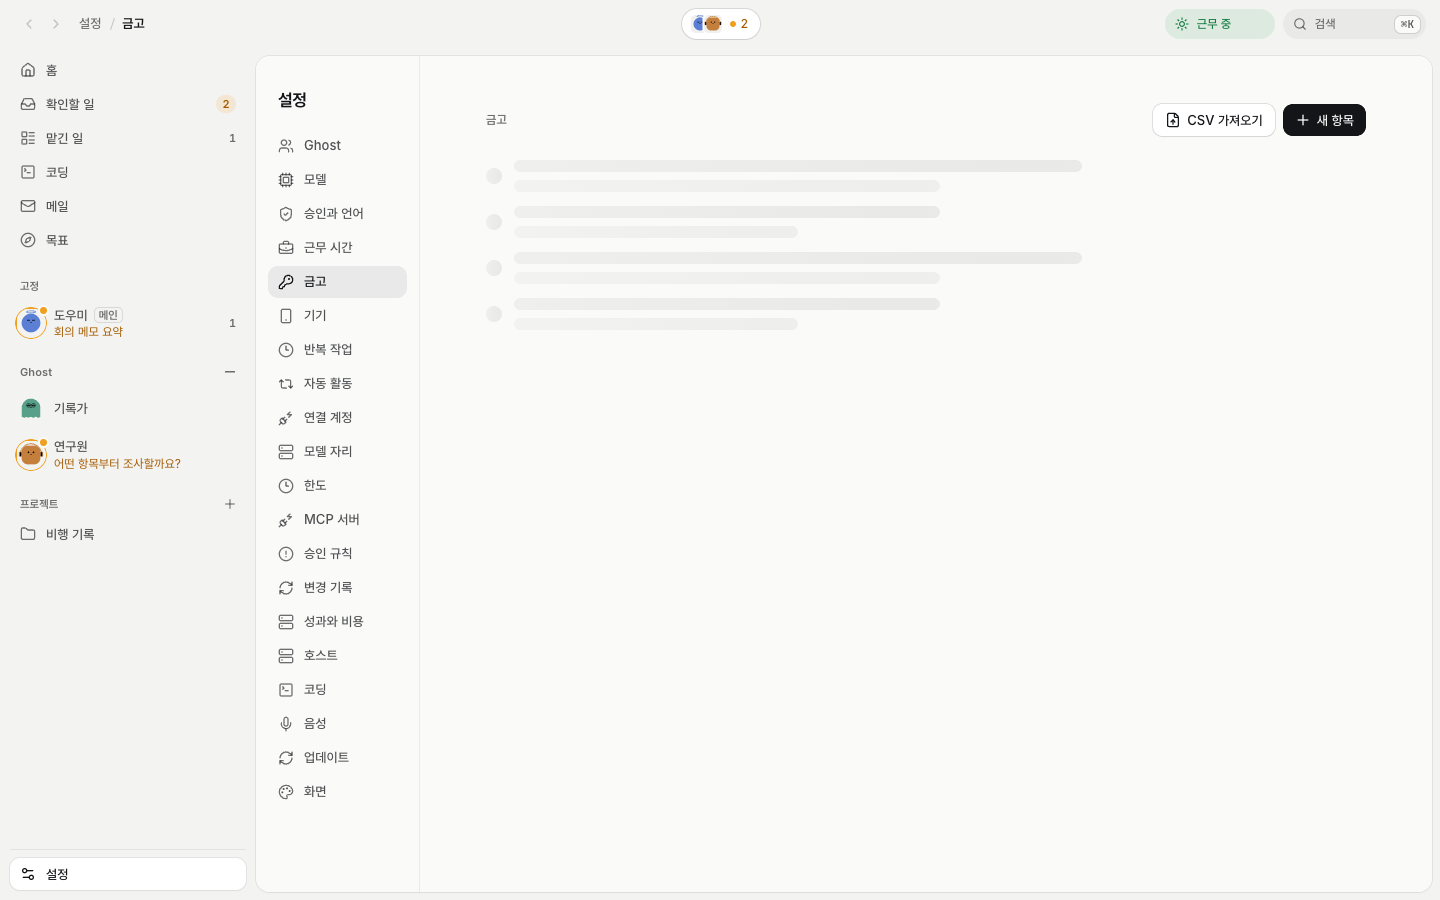 설정 / 금고
2
근무 중
검색
⌘K
홈
확인할 일
2
맡긴 일
1
코딩
메일
목표
고정
도우미
메인
회의 메모 요약
1
Ghost
기록가
연구원
어떤 항목부터 조사할까요?
프로젝트
비행 기록
설정
설정
Ghost
모델
승인과 언어
근무 시간
금고
기기
반복 작업
자동 활동
연결 계정
모델 자리
한도
MCP 서버
승인 규칙
변경 기록
성과와 비용
호스트
코딩
음성
업데이트
화면
금고
CSV 가져오기
새 항목